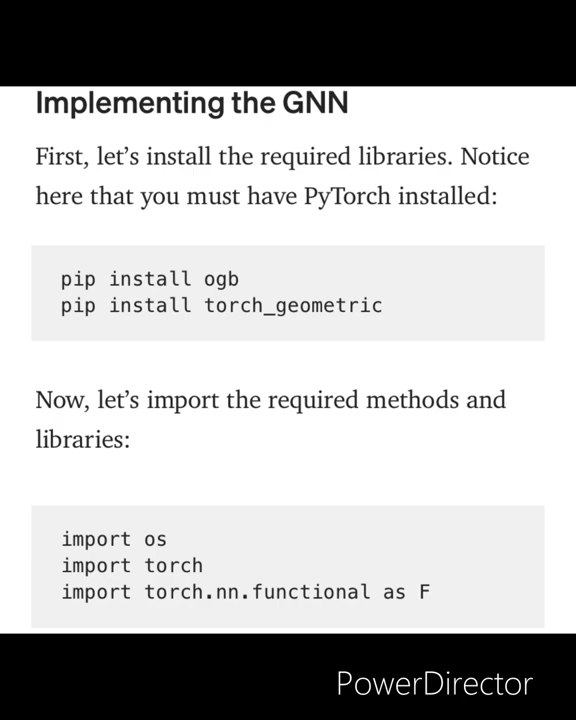 Implementing the GNN
First, let’s install the required libraries. Notice
here that you must have PyTorch installed:
pip install ogb
pip install torch_geometric
Now, let’s import the required methods and
libraries:
import os
import torch
import torch.nn.functional as F
PowerDirector